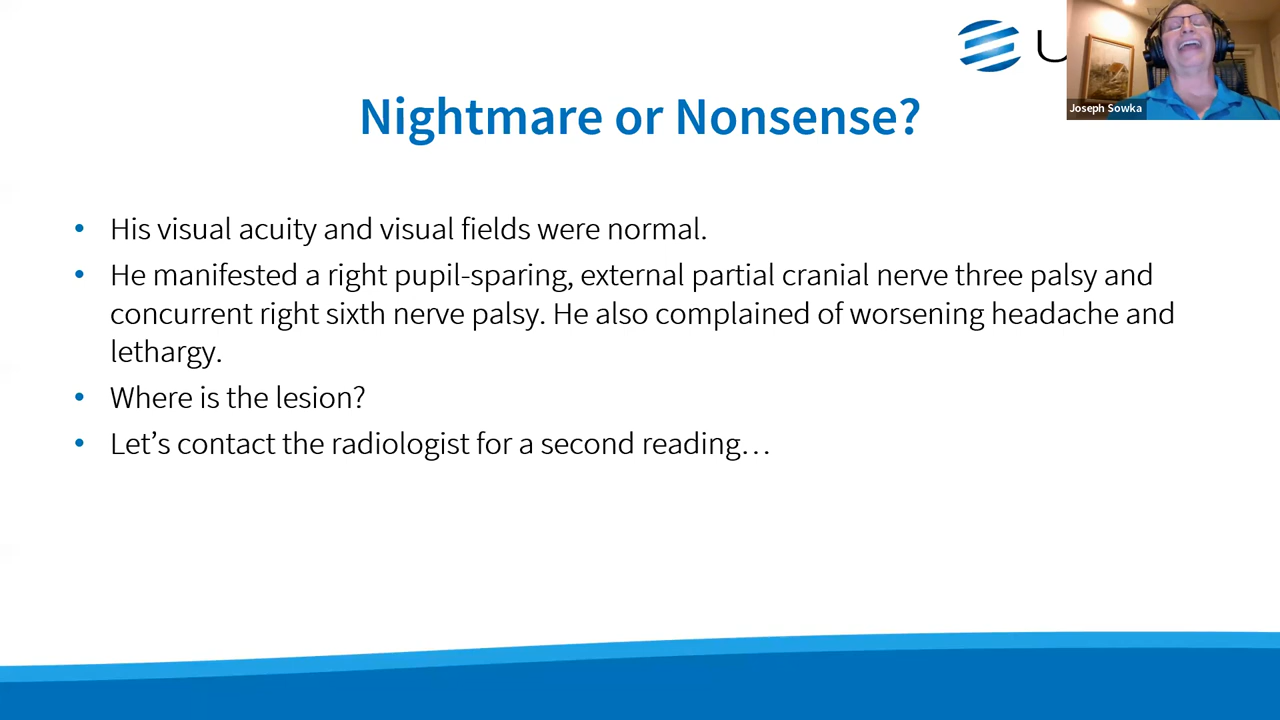 U
Joseph Sowka
Nightmare or Nonsense?
• His visual acuity and visual fields were normal.
• He manifested a right pupil-sparing, external partial cranial nerve three palsy and
concurrent right sixth nerve palsy. He also complained of worsening headache and
lethargy.
• Where is the lesion?
• Let’s contact the radiologist for a second reading…